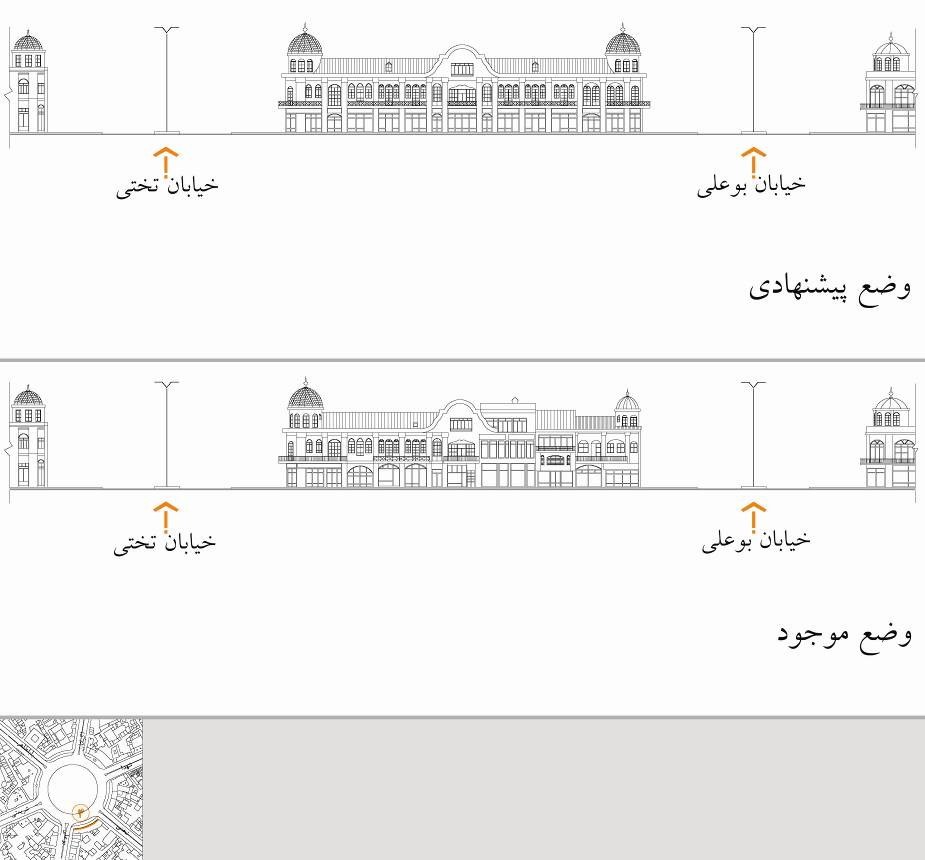 خیابان تختی
خیابان بوعلی
وضع پیشنهادی
خیابان تختی
خیابان بوعلی
وضع موجود